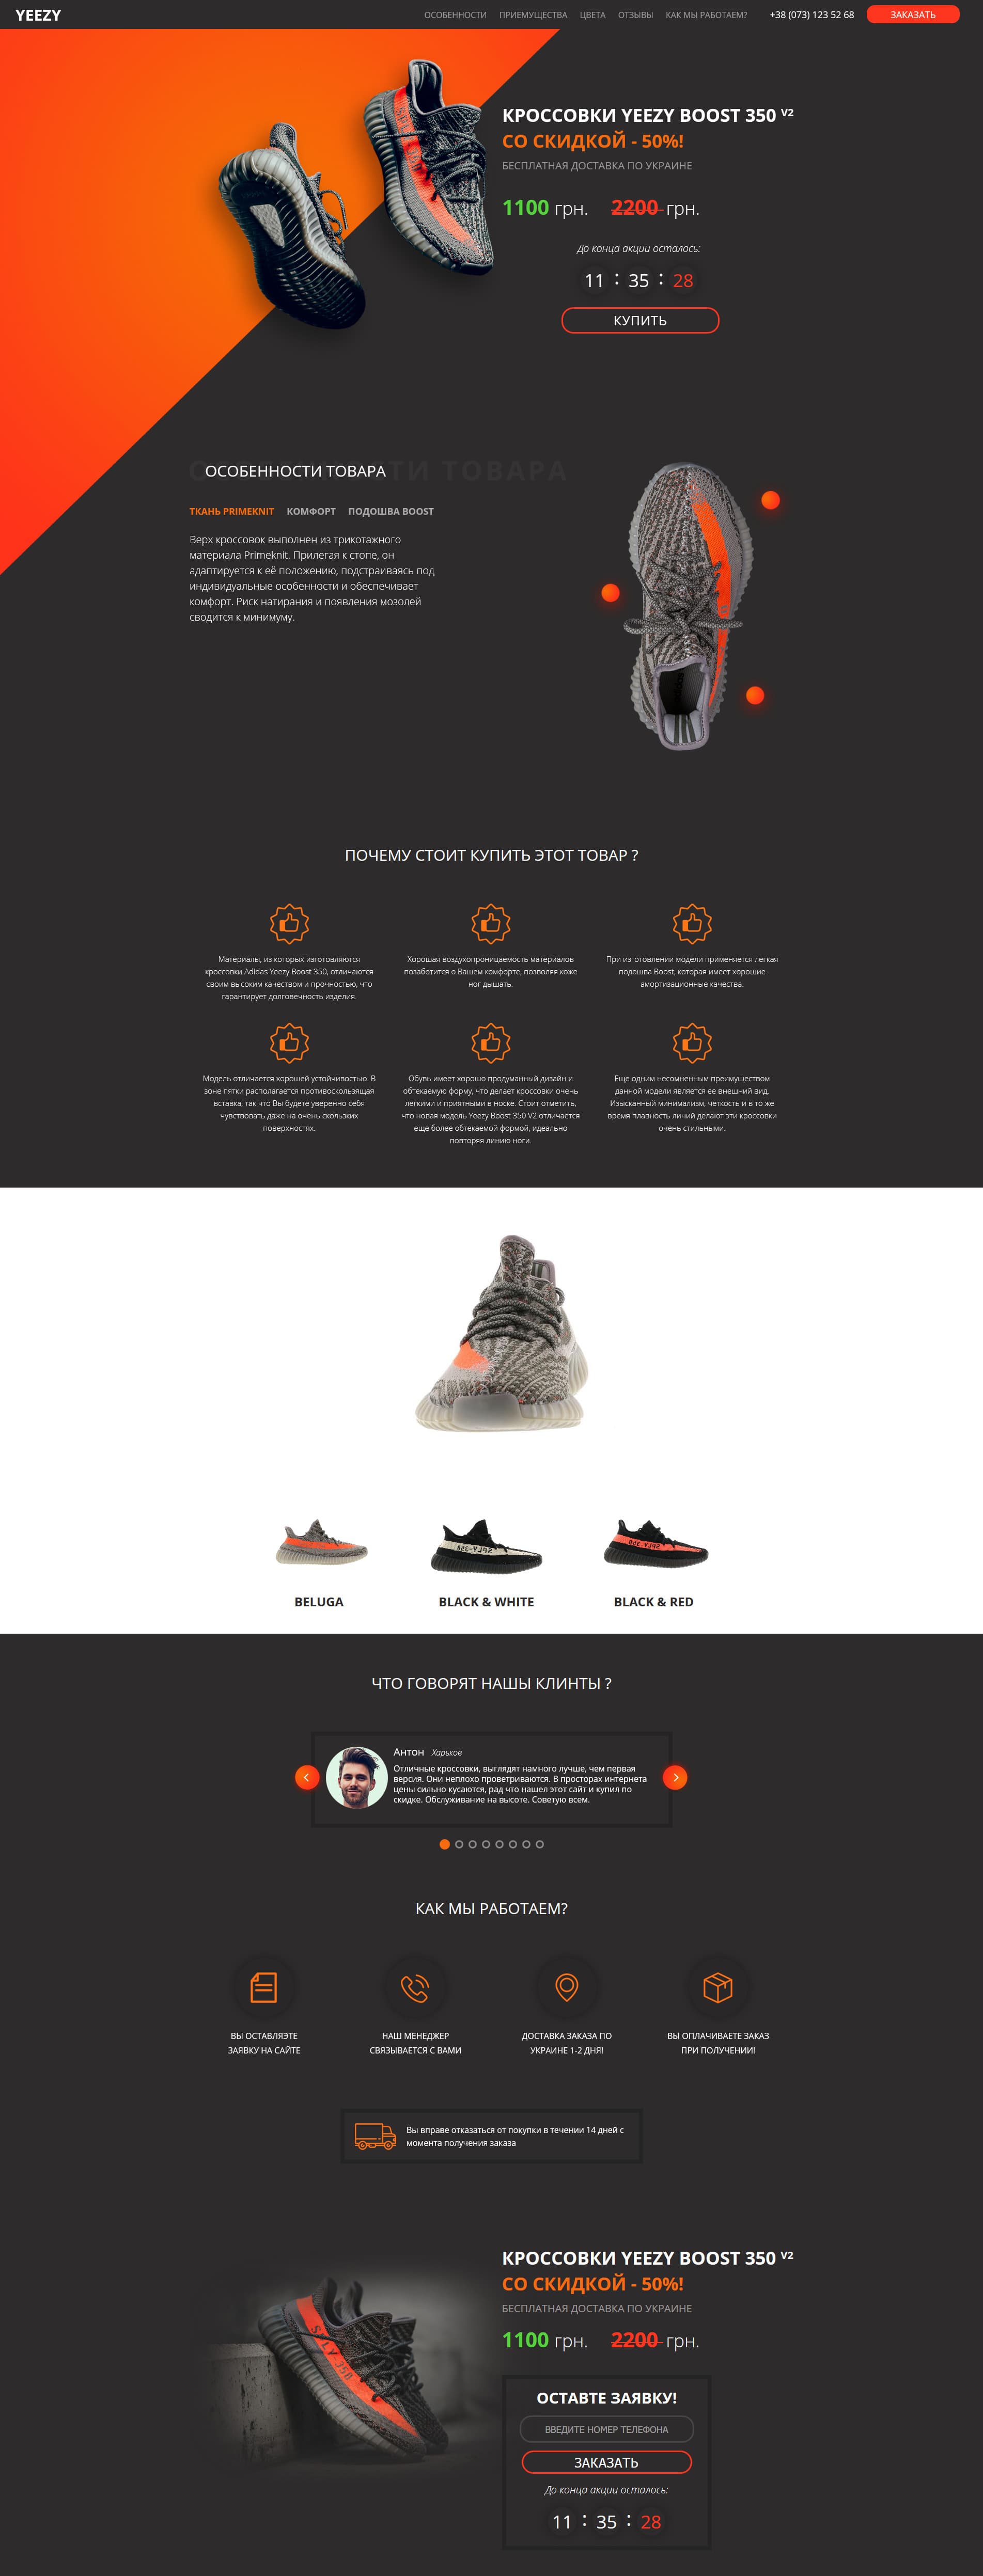 YEEZY
ОСОБЕННОСТИ ПРИЕМУЩЕСТВА ЦВЕТА ОТЗЫВЫ КАК МЫ РАБОТАЕМ? +38 (073) 123 52 68 ЗАКАЗАТЬ
КРОССОВКИ YEEZY BOOST 350 V2
СО СКИДКОЙ - 50%!
БЕСПЛАТНАЯ ДОСТАВКА ПО УКРАИНЕ
1100 грн. 2200 грн.
До конца акции осталось:
11 : 35 : 28
КУПИТЬ
ОСОБЕННОСТИ ТОВАРА
ТКАНЬ PRIMEKNIT КОМФОРТ ПОДОШВА BOOST
Верх кроссовок выполнен из трикотажного
материала Primeknit. Прилегая к стопе, он
адаптируется к её положению, подстраиваясь под
индивидуальные особенности и обеспечивает
комфорт. Риск натирания и появления мозолей
сводится к минимуму.
ПОЧЕМУ СТОИТ КУПИТЬ ЭТОТ ТОВАР ?
Материалы, из которых изготовляются
кроссовки Adidas Yeezy Boost 350, отличаются
своим высоким качеством и прочностью, что
гарантирует долговечность изделия.
Хорошая воздухопроницаемость материалов
позаботится о Вашем комфорте, позволяя коже
ног дышать.
При изготовлении модели применяется легкая
подошва Boost, которая имеет хорошие
амортизационные качества.
Модель отличается хорошей устойчивостью. В
зоне пятки располагается противоскользящая
вставка, так что Вы будете уверенно себя
чувствовать даже на очень скользких
поверхностях.
Обувь имеет хорошо продуманный дизайн и
обтекаемую форму, что делает кроссовки очень
легкими и приятными в носке. Стоит отметить,
что новая модель Yeezy Boost 350 V2 отличается
еще более обтекаемой формой, идеально
повторяя линию ноги.
Еще одним несомненным преимуществом
данной модели является ее внешний вид.
Изысканный минимализм, четкость и в то же
время плавность линий делают эти кроссовки
очень стильными.
BELUGA
BLACK & WHITE
BLACK & RED
ЧТО ГОВОРЯТ НАШЫ КЛИНТЫ ?
Антон Харьков
Отличные кроссовки, выглядят намного лучше, чем первая
версия. Они неплохо проветриваются. В просторах интернета
цены сильно кусаются, рад что нашел этот сайт и купил по
скидке. Обслуживание на высоте. Советую всем.
КАК МЫ РАБОТАЕМ?
ВЫ ОСТАВЛЯЭТЕ
ЗАЯВКУ НА САЙТЕ
НАШ МЕНЕДЖЕР
СВЯЗЫВАЕТСЯ С ВАМИ
ДОСТАВКА ЗАКАЗА ПО
УКРАИНЕ 1-2 ДНЯ!
ВЫ ОПЛАЧИВАЕТЕ ЗАКАЗ
ПРИ ПОЛУЧЕНИИ!
Вы вправе отказаться от покупки в течении 14 дней с
момента получения заказа
КРОССОВКИ YEEZY BOOST 350 V2
СО СКИДКОЙ - 50%!
БЕСПЛАТНАЯ ДОСТАВКА ПО УКРАИНЕ
1100 грн. 2200 грн.
SPLY 350
ОСТАВТЕ ЗАЯВКУ!
ВВЕДИТЕ НОМЕР ТЕЛЕФОНА
ЗАКАЗАТЬ
До конца акции осталось:
11 : 35 : 28